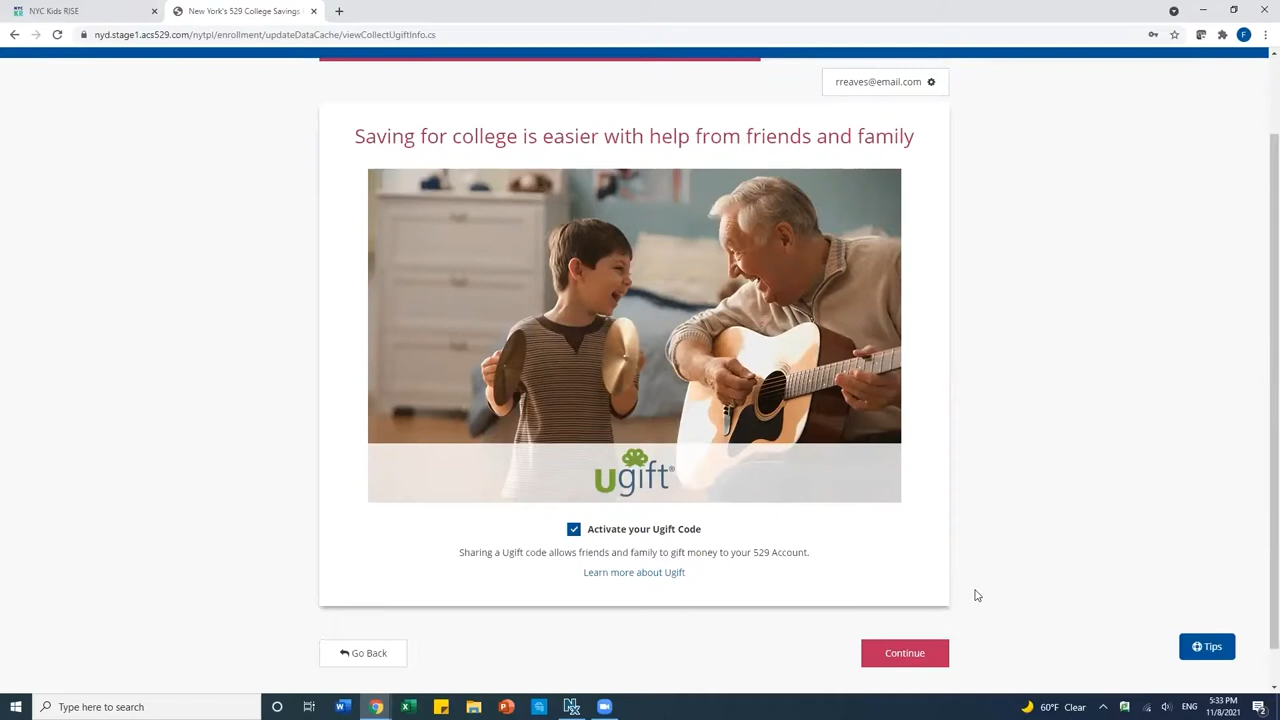 NYC Kids RISE
New York's 529 College Savings
nyd.stage1.acs529.com/nytpl/enrollment/updateDataCache/viewCollectUgiftInfo.cs
F
rreaves@email.com
Saving for college is easier with help from friends and family
ugift®
Activate your Ugift Code
Sharing a Ugift code allows friends and family to gift money to your 529 Account.
Learn more about Ugift
Go Back
Continue
Tips
Type here to search
60°F Clear
5:33 PM
11/8/2021
2